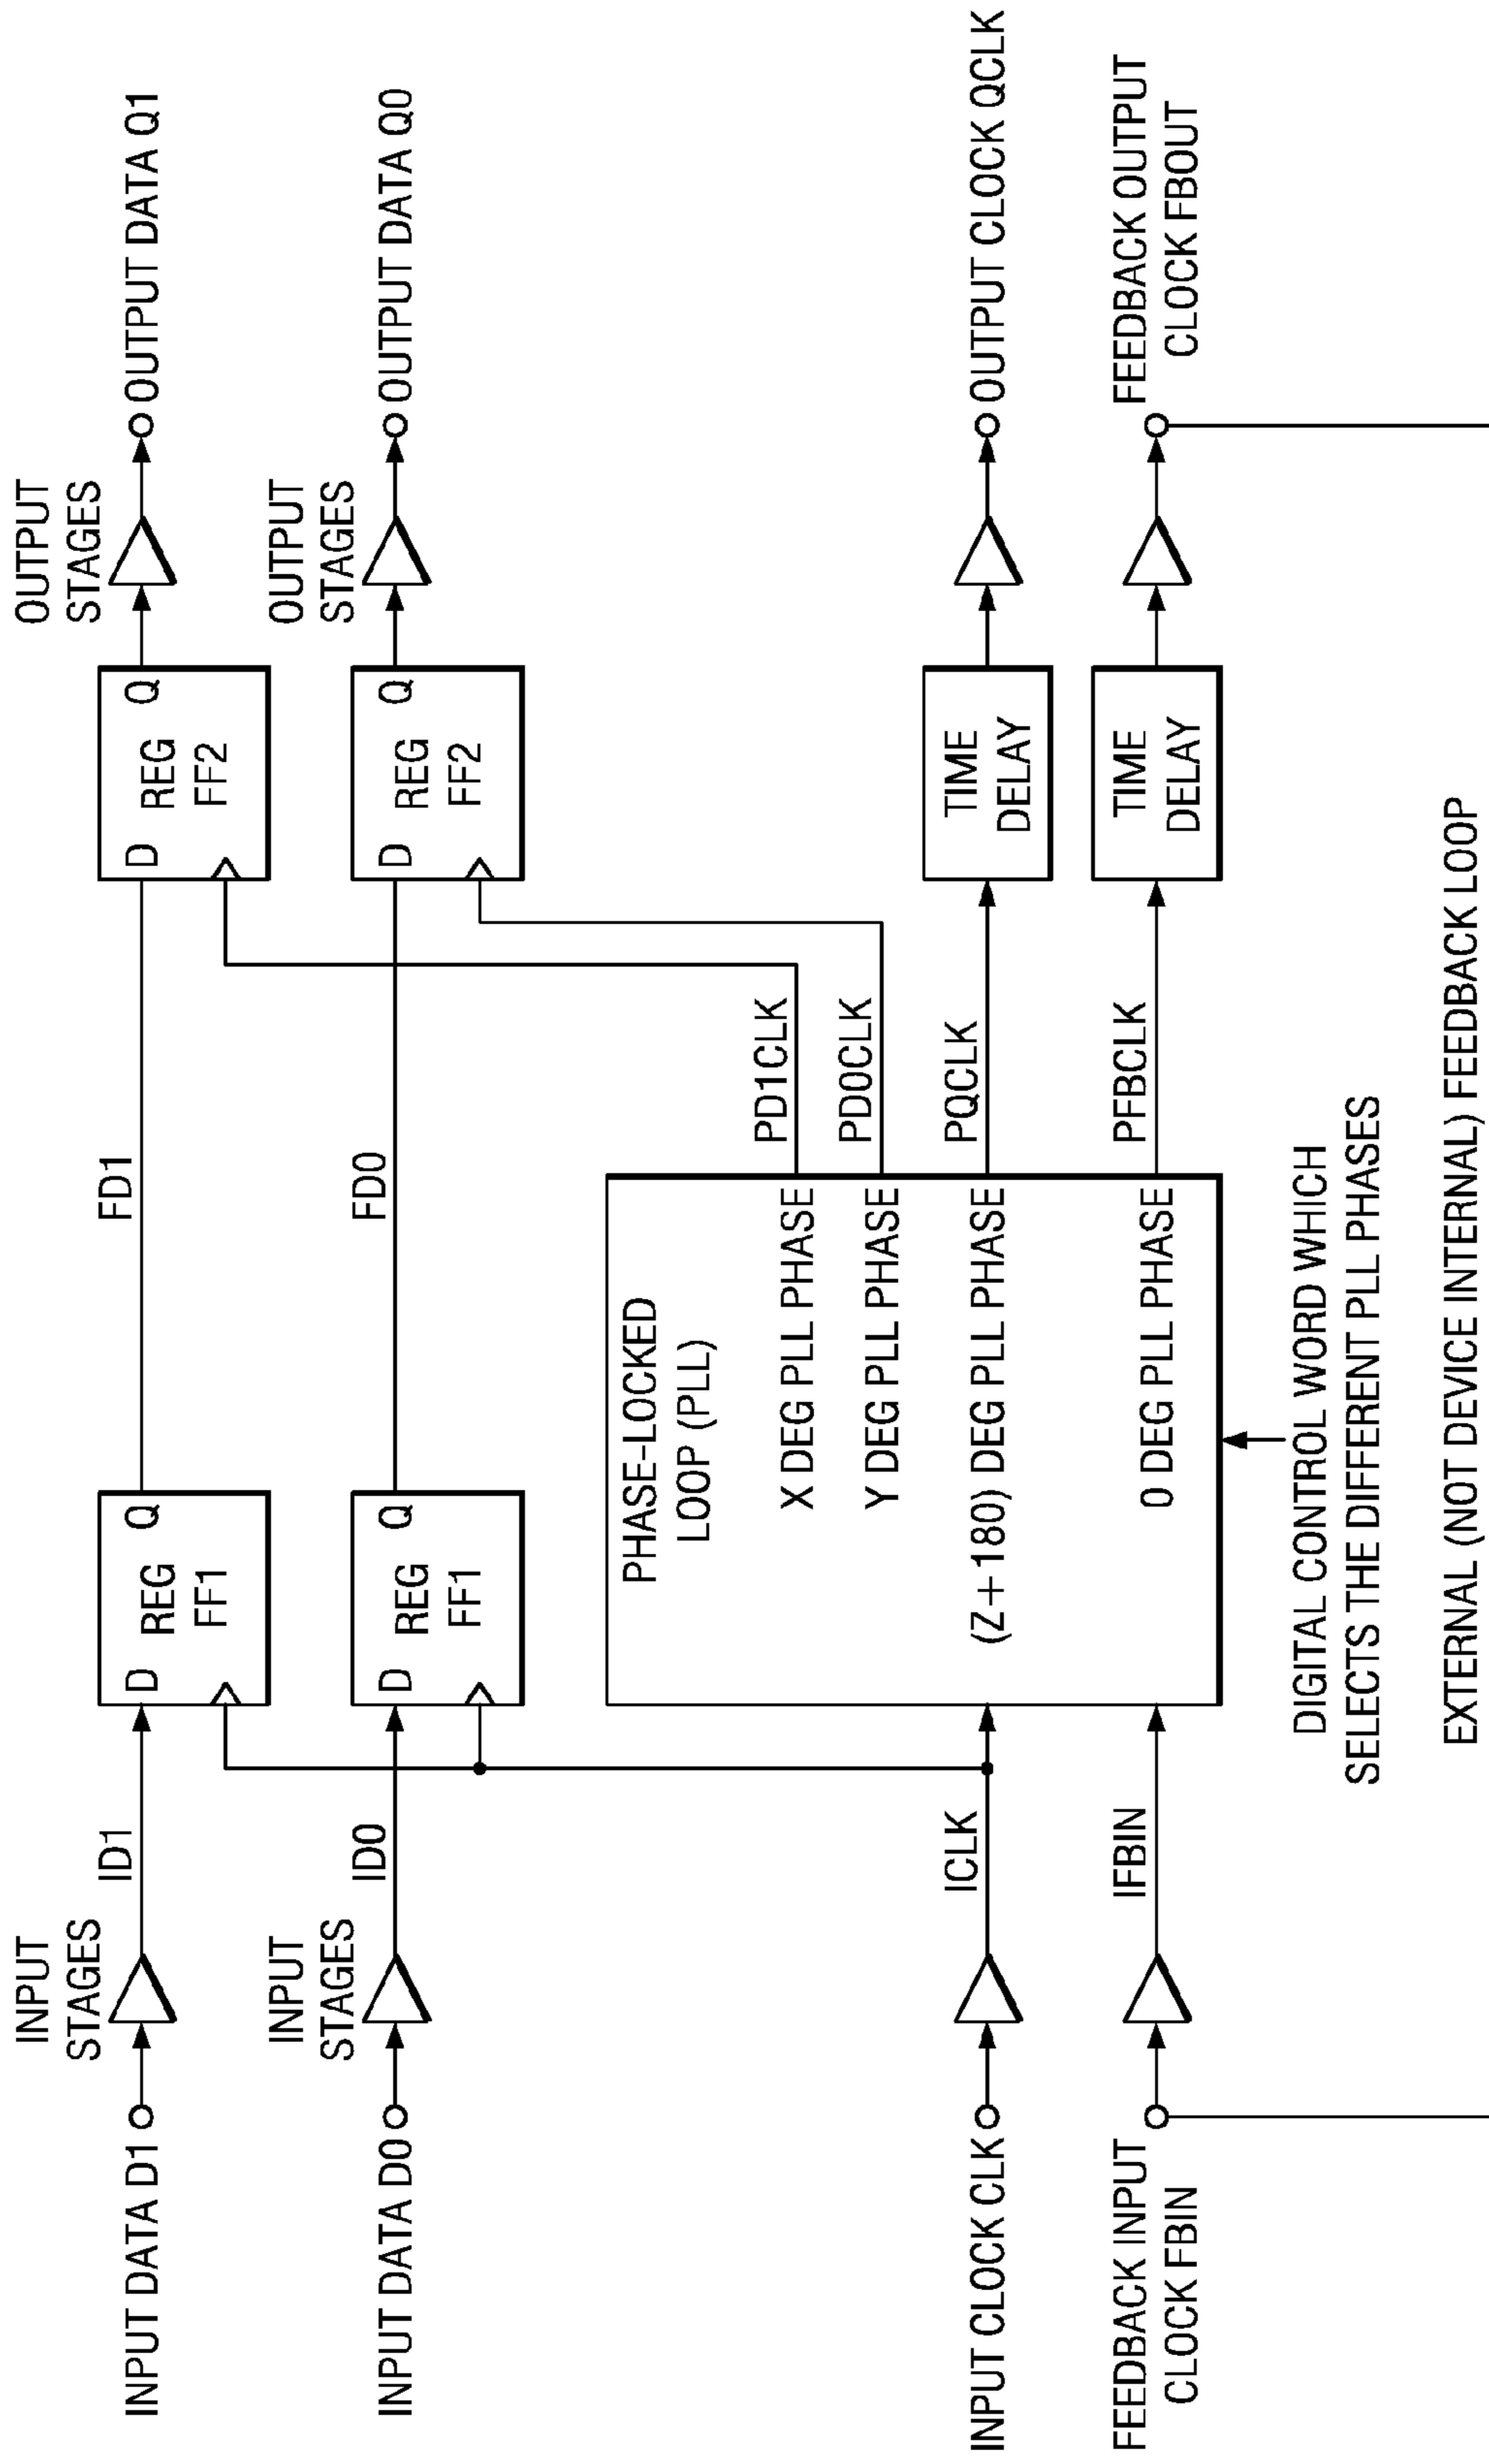 INPUT
STAGES
OUTPUT
STAGES
INPUT DATA D1
ID1
D Q
REG
FF1
FD1
D Q
REG
FF2
OUTPUT DATA Q1
INPUT
STAGES
OUTPUT
STAGES
INPUT DATA D0
ID0
D Q
REG
FF1
FD0
D Q
REG
FF2
OUTPUT DATA Q0
PHASE-LOCKED
LOOP (PLL)
X DEG PLL PHASE
PD1CLK
Y DEG PLL PHASE
PD0CLK
INPUT CLOCK CLK
ICLK
(Z+180) DEG PLL PHASE
PQCLK
TIME
DELAY
OUTPUT CLOCK QCLK
FEEDBACK INPUT
CLOCK FBIN
IFBIN
0 DEG PLL PHASE
PFBCLK
TIME
DELAY
FEEDBACK OUTPUT
CLOCK FBOUT
DIGITAL CONTROL WORD WHICH
SELECTS THE DIFFERENT PLL PHASES
EXTERNAL (NOT DEVICE INTERNAL) FEEDBACK LOOP